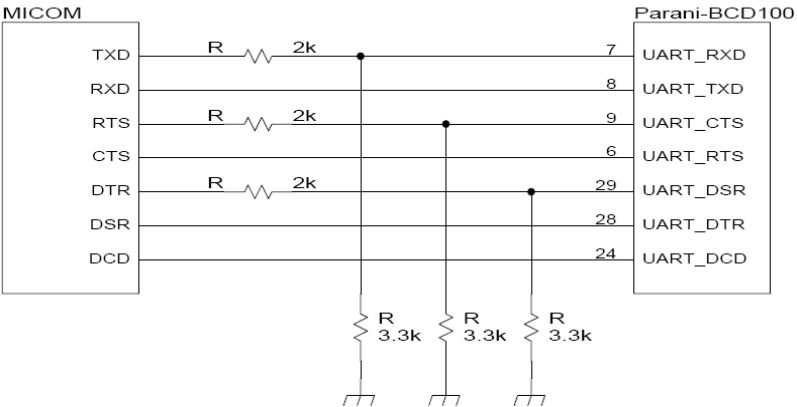 MICOM Parani-BCD100
TXD R 2k 7 UART_RXD
RXD 8 UART_TXD
RTS R 2k 9 UART_CTS
CTS 6 UART_RTS
DTR R 2k 29 UART_DSR
DSR 28 UART_DTR
DCD 24 UART_DCD
R R R
3.3k 3.3k 3.3k